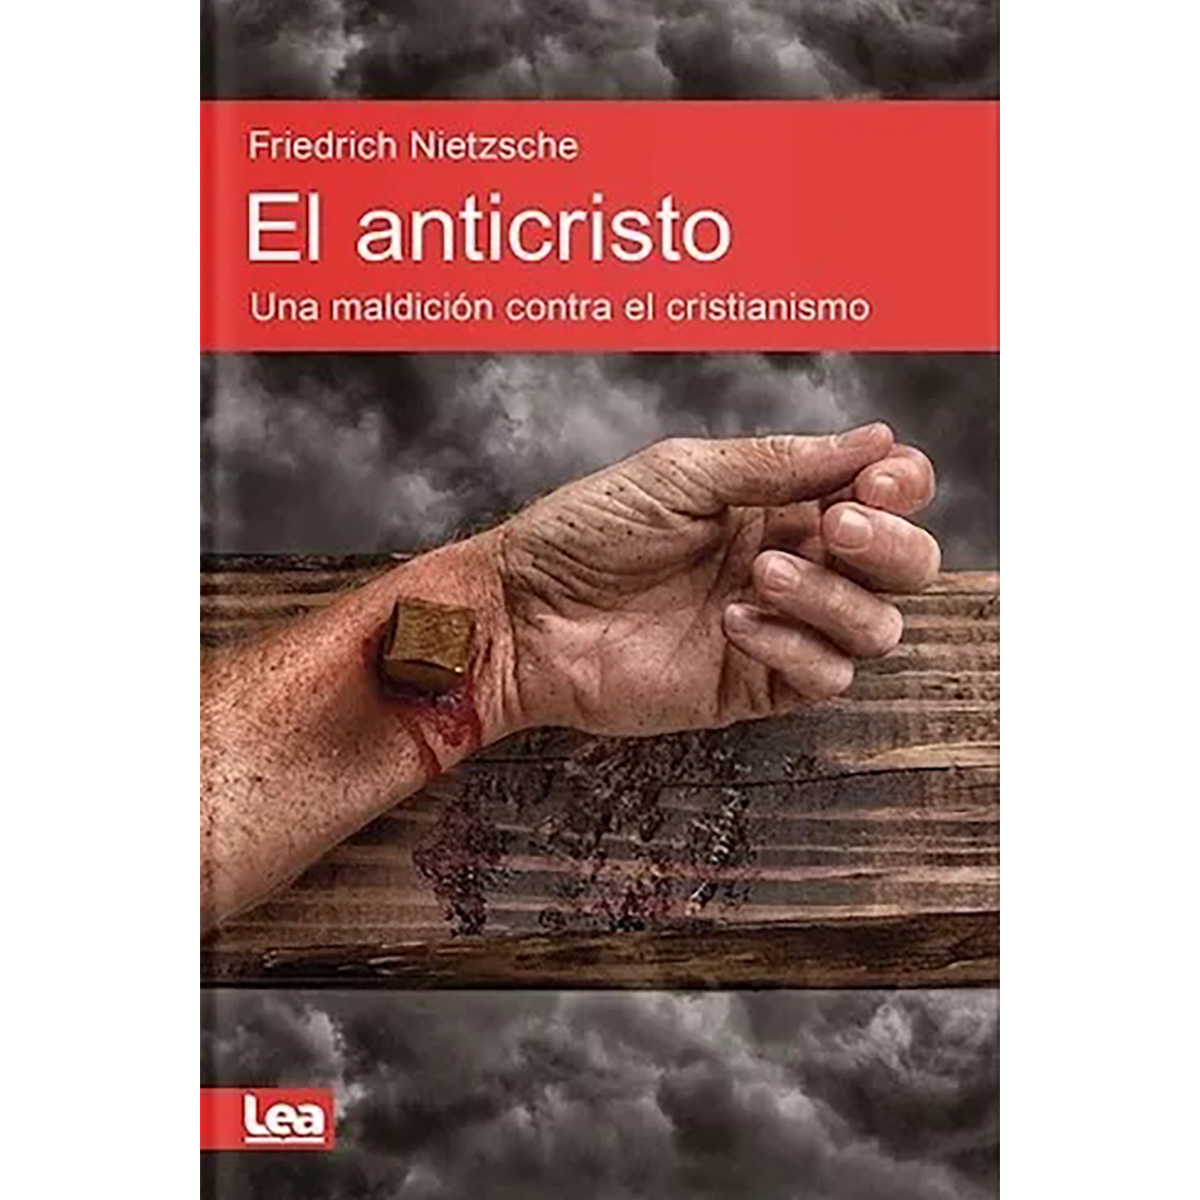 Friedrich Nietzsche
El anticristo
Una maldición contra el cristianismo
Lea